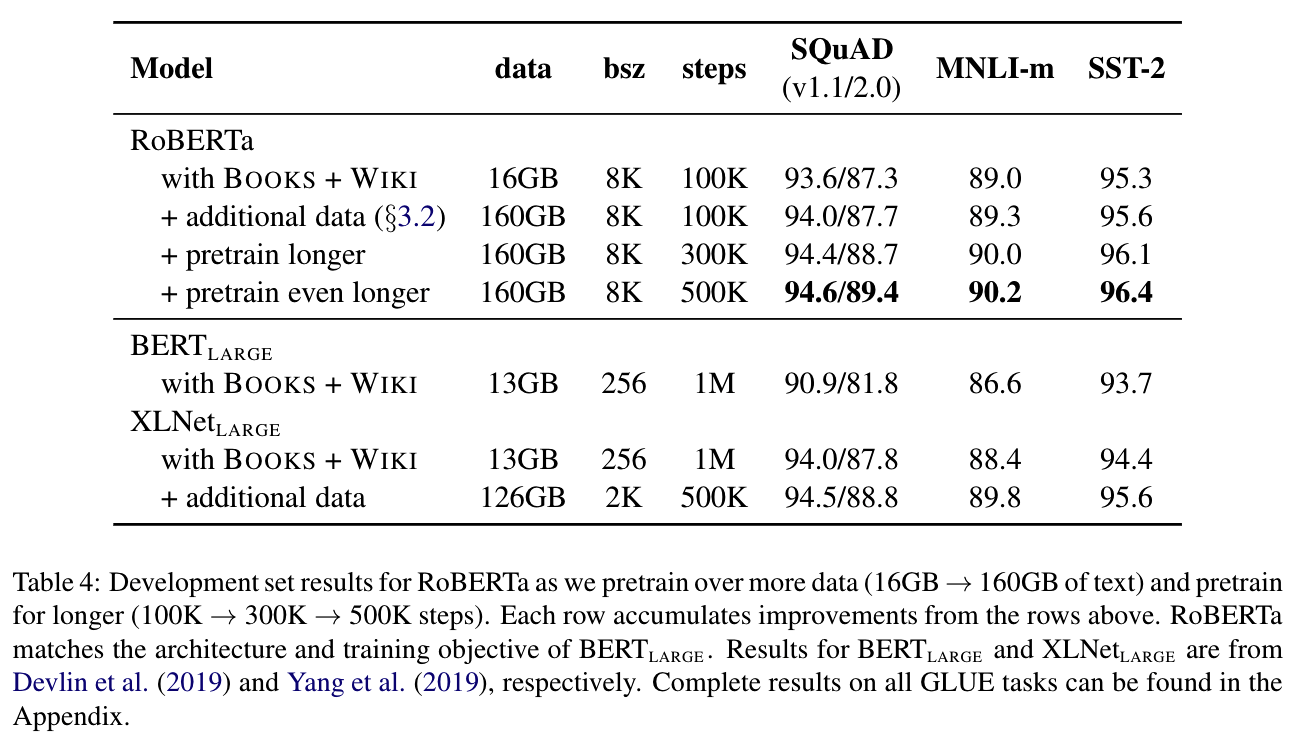 Model data bsz steps SQuAD (v1.1/2.0) MNLI-m SST-2
RoBERTa
with BOOKS + WIKI 16GB 8K 100K 93.6/87.3 89.0 95.3
+ additional data (§3.2) 160GB 8K 100K 94.0/87.7 89.3 95.6
+ pretrain longer 160GB 8K 300K 94.4/88.7 90.0 96.1
+ pretrain even longer 160GB 8K 500K 94.6/89.4 90.2 96.4
BERT LARGE
with BOOKS + WIKI 13GB 256 1M 90.9/81.8 86.6 93.7
XLNet LARGE
with BOOKS + WIKI 13GB 256 1M 94.0/87.8 88.4 94.4
+ additional data 126GB 2K 500K 94.5/88.8 89.8 95.6
Table 4: Development set results for RoBERTa as we pretrain over more data (16GB → 160GB of text) and pretrain
for longer (100K → 300K → 500K steps). Each row accumulates improvements from the rows above. RoBERTa
matches the architecture and training objective of BERT LARGE. Results for BERT LARGE and XLNet LARGE are from
Devlin et al. (2019) and Yang et al. (2019), respectively. Complete results on all GLUE tasks can be found in the
Appendix.